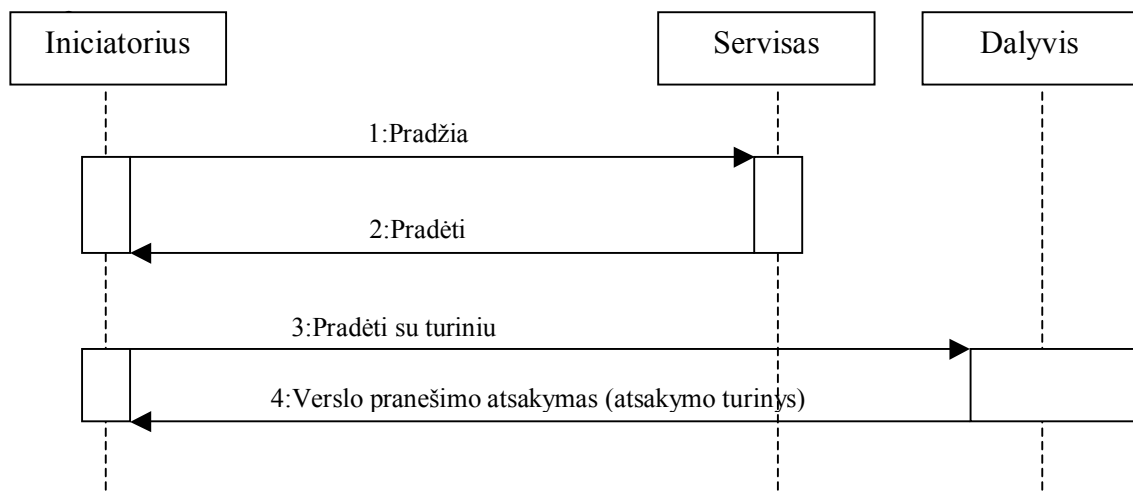 Iniciatorius
Servisas
Dalyvis
1:Pradžia
2:Pradėti
3:Pradėti su turiniu
4:Verslo pranešimo atsakymas (atsakymo turinys)